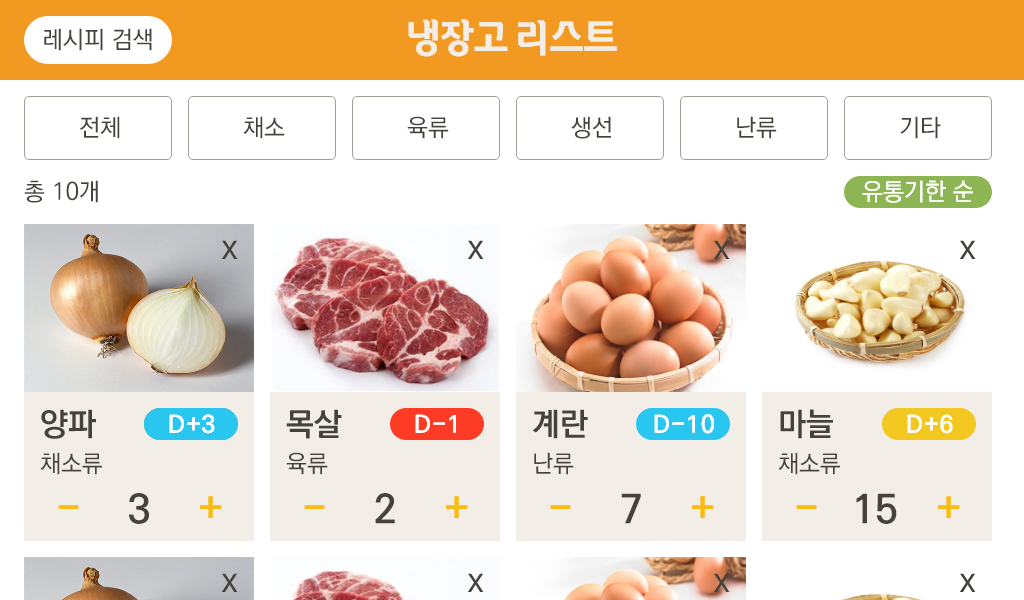 레시피 검색
냉장고 리스트
전체
채소
육류
생선
난류
기타
총 10개
유통기한 순
X
X
X
X
양파
D+3
채소류
− 3 +
목살
D-1
육류
− 2 +
계란
D-10
난류
− 7 +
마늘
D+6
채소류
− 15 +
X
X
X
X